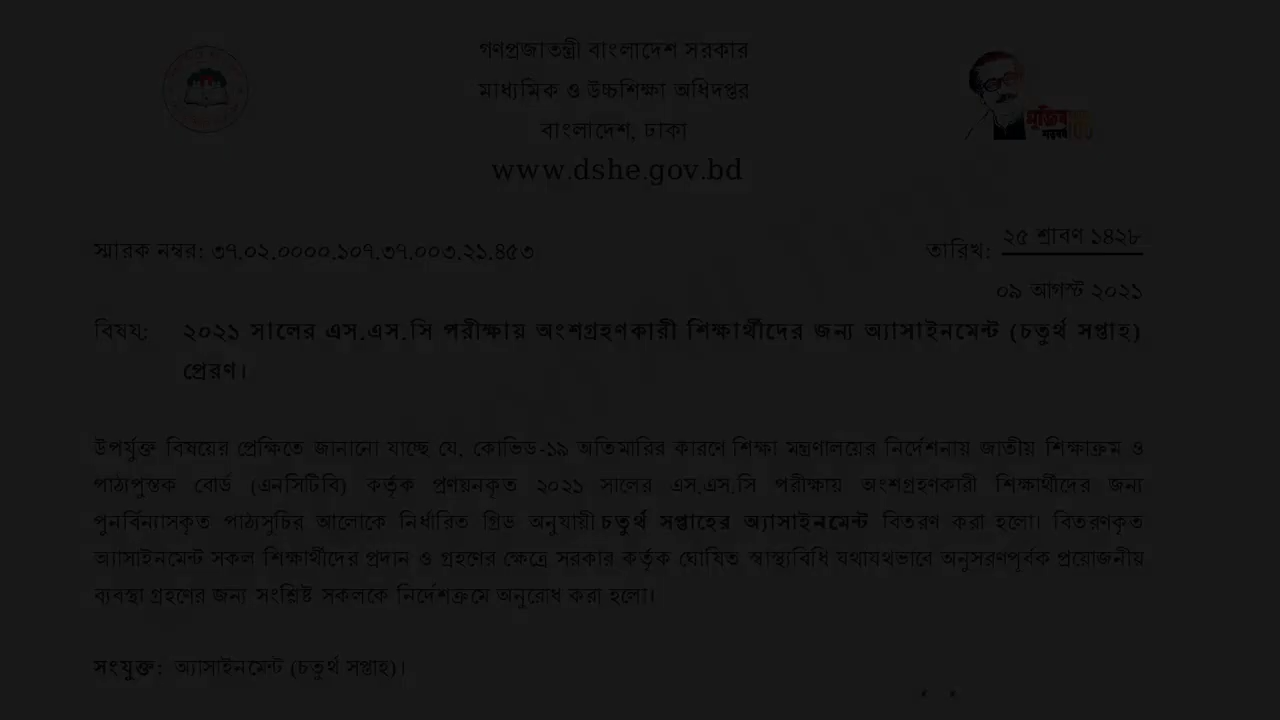 গণপ্রজাতন্ত্রী বাংলাদেশ সরকার
মাধ্যমিক ও উচ্চশিক্ষা অধিদপ্তর
বাংলাদেশ, ঢাকা
www.dshe.gov.bd
স্মারক নম্বর: ৩৭.০২.০০০০.১০৭.৩৭.০০৩.২১.৪৫৩
তারিখ: ২৫ শ্রাবণ ১৪২৮
০৯ আগস্ট ২০২১
বিষয়: ২০২১ সালের এস.এস.সি পরীক্ষায় অংশগ্রহণকারী শিক্ষার্থীদের জন্য অ্যাসাইনমেন্ট (চতুর্থ সপ্তাহ)
প্রেরণ।
উপর্যুক্ত বিষয়ের প্রেক্ষিতে জানানো যাচ্ছে যে, কোভিড-১৯ অতিমারির কারণে শিক্ষা মন্ত্রণালয়ের নির্দেশনায় জাতীয় শিক্ষাক্রম ও
পাঠ্যপুস্তক বোর্ড (এনসিটিবি) কর্তৃক প্রণয়নকৃত ২০২১ সালের এস.এস.সি পরীক্ষায় অংশগ্রহণকারী শিক্ষার্থীদের জন্য
পুনর্বিন্যাসকৃত পাঠ্যসুচির আলোকে নির্ধারিত গ্রিড অনুযায়ী চতুর্থ সপ্তাহের অ্যাসাইনমেন্ট বিতরণ করা হলো। বিতরণকৃত
অ্যাসাইনমেন্ট সকল শিক্ষার্থীদের প্রদান ও গ্রহণের ক্ষেত্রে সরকার কর্তৃক ঘোষিত স্বাস্থ্যবিধি যথাযথভাবে অনুসরণপূর্বক প্রয়োজনীয়
ব্যবস্থা গ্রহণের জন্য সংশ্লিষ্ট সকলকে নির্দেশক্রমে অনুরোধ করা হলো।
সংযুক্ত: অ্যাসাইনমেন্ট (চতুর্থ সপ্তাহ)।